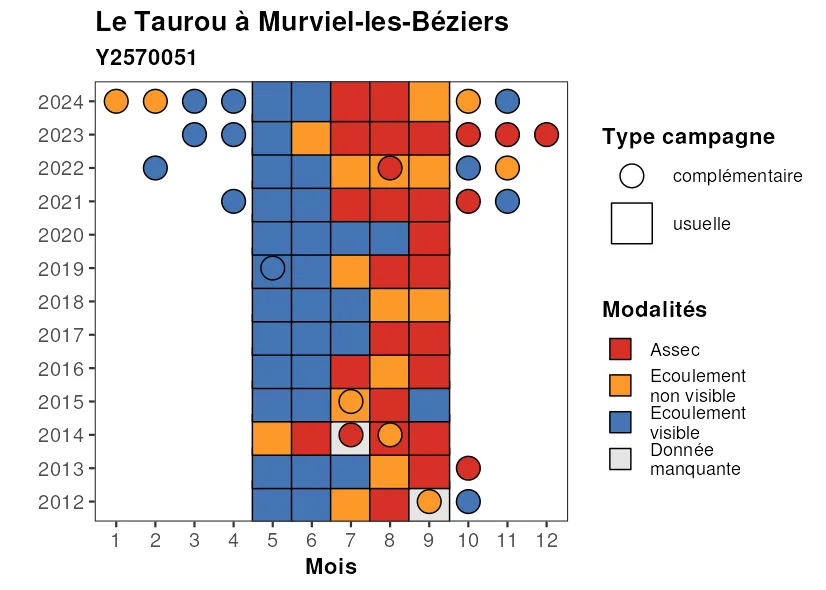 Le Taurou à Murviel-les-Béziers
Y2570051
2024
2023
2022
2021
2020
2019
2018
2017
2016
2015
2014
2013
2012
1 2 3 4 5 6 7 8 9 10 11 12
Mois
Type campagne
complémentaire
usuelle
Modalités
Assec
Ecoulement
non visible
Ecoulement
visible
Donnée
manquante